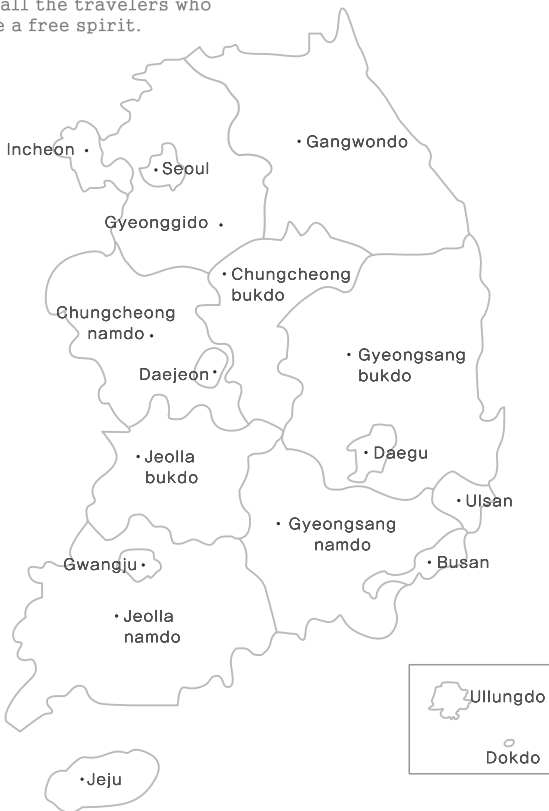 all the travelers who
a free spirit.
Gangwondo
Incheon
Seoul
Gyeonggido
Chungcheong
bukdo
Chungcheong
namdo
Gyeongsang
bukdo
Daejeon
Daegu
Jeolla
bukdo
Ulsan
Gyeongsang
namdo
Busan
Gwangju
Jeolla
namdo
Ullungdo
Dokdo
Jeju